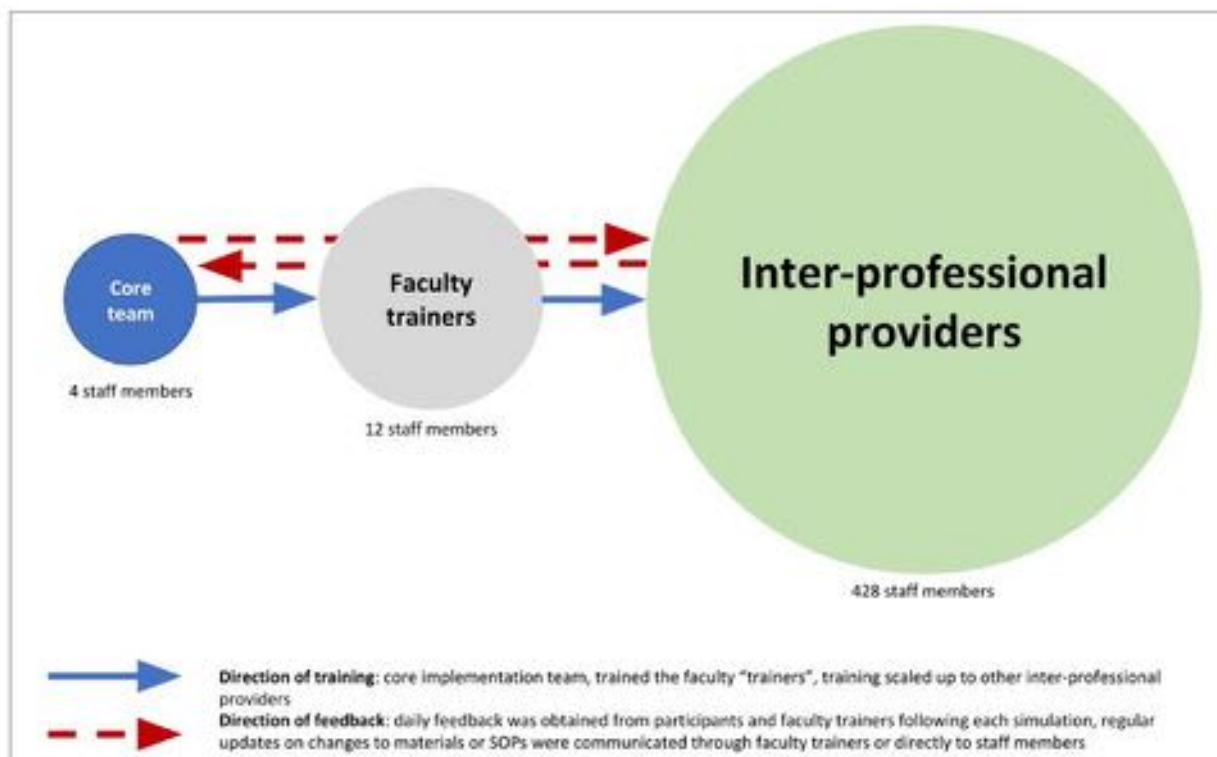 Core
team
Faculty
trainers
Inter-professional
providers
4 staff members
12 staff members
428 staff members
Direction of training: core implementation team, trained the faculty “trainers”, training scaled up to other inter-professional
providers
Direction of feedback: daily feedback was obtained from participants and faculty trainers following each simulation, regular
updates on changes to materials or SOPs were communicated through faculty trainers or directly to staff members